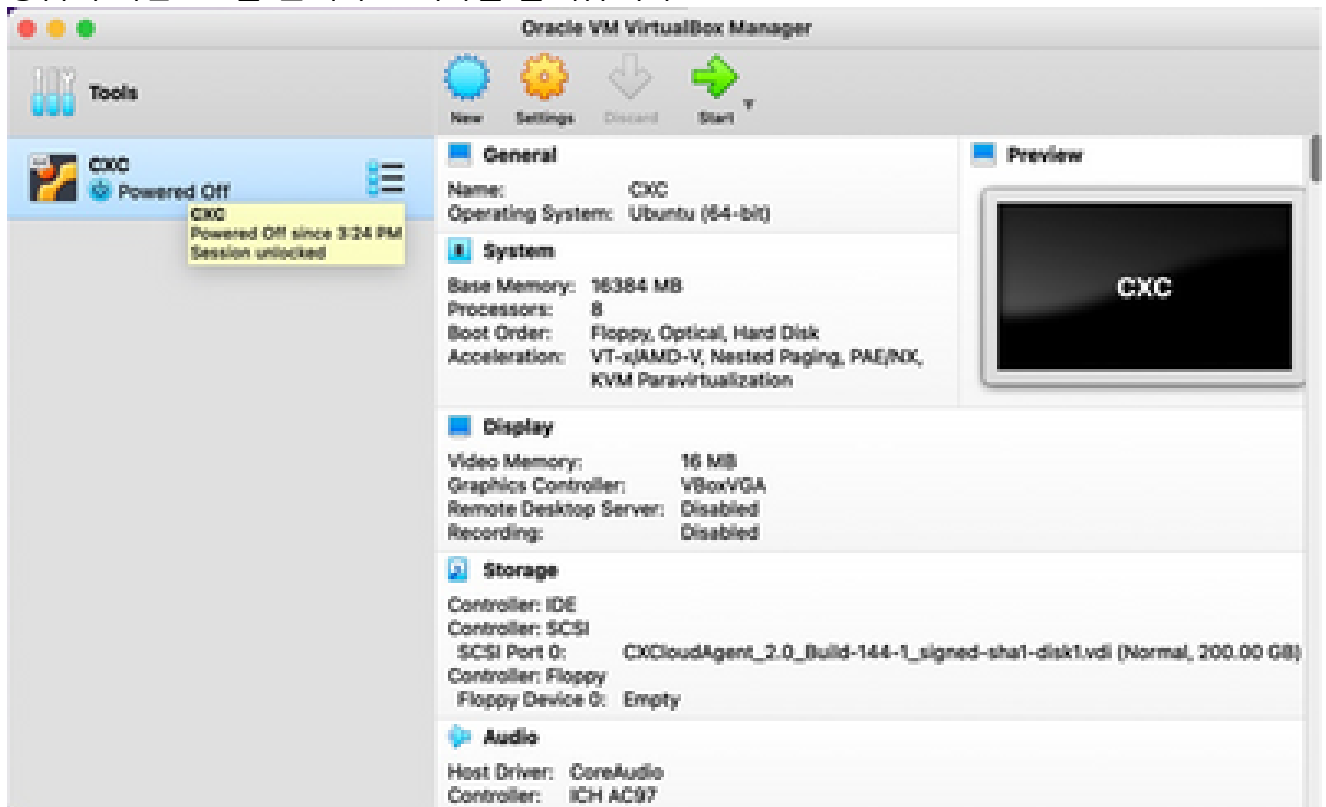 Oracle VM VirtualBox Manager
Tools
New Settings Discard Start
CXC
Powered Off
CXC
Powered Off since 3:24 PM
Session unlocked
General
Name: CXC
Operating System: Ubuntu (64-bit)
System
Base Memory: 16384 MB
Processors: 8
Boot Order: Floppy, Optical, Hard Disk
Acceleration: VT-x/AMD-V, Nested Paging, PAE/NX,
KVM Paravirtualization
Preview
CXC
Display
Video Memory: 16 MB
Graphics Controller: VBoxVGA
Remote Desktop Server: Disabled
Recording: Disabled
Storage
Controller: IDE
Controller: SCSI
SCSI Port 0: CXCloudAgent_2.0_Build-144-1_signed-sha1-disk1.vdi (Normal, 200.00 GB)
Controller: Floppy
Floppy Device 0: Empty
Audio
Host Driver: CoreAudio
Controller: ICH AC97